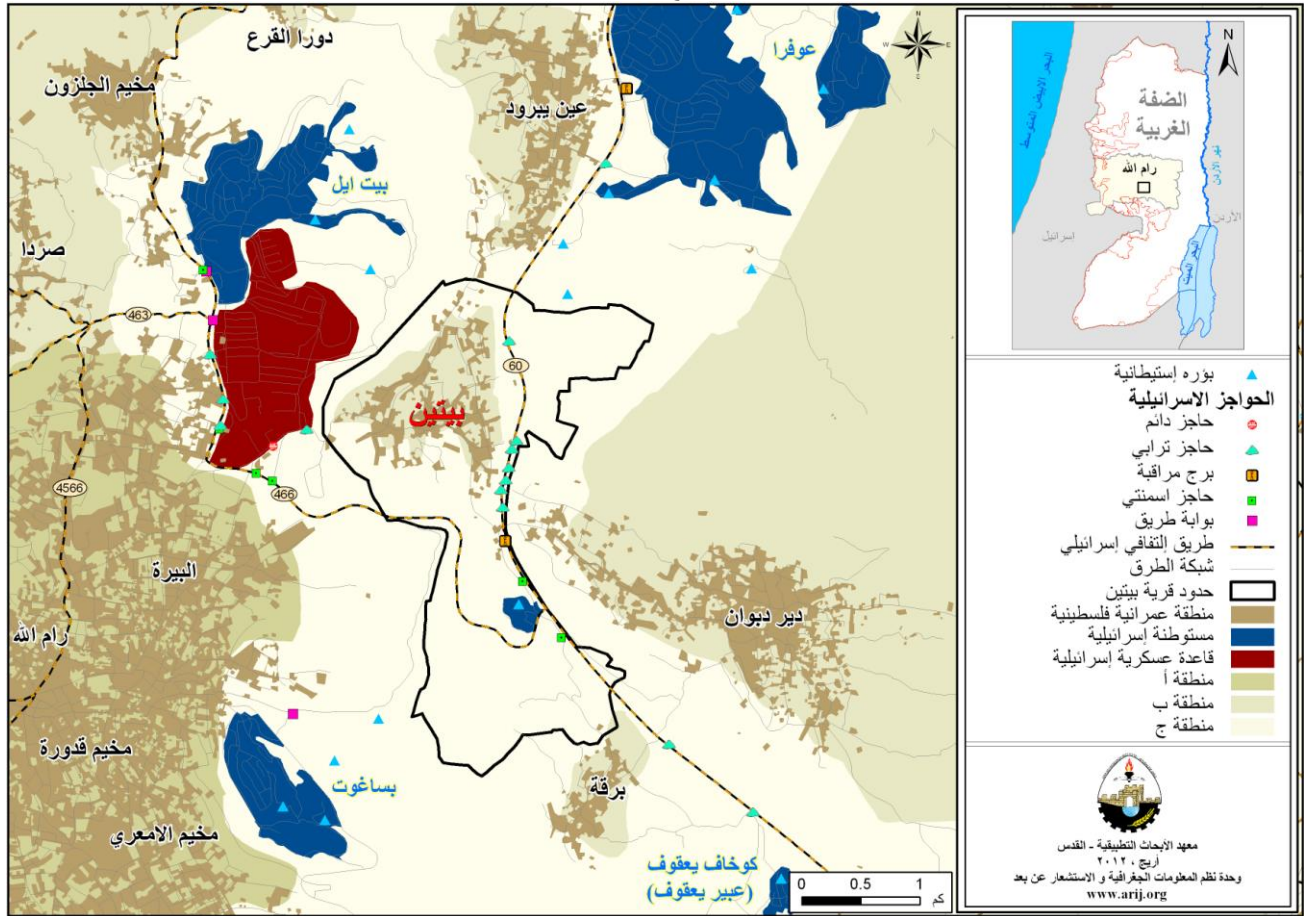 دورا القرع
مخيم الجلزون
عين يبرود
عوفرا
N
W
E
S
بيت ايل
صردا
463
60
بيتين
4566
466
البيرة
رام الله
دير دبوان
مخيم قدورة
بساغوت
برقة
مخيم الامعري
كوخاف يعقوف
(عبير يعقوف)
0 0.5 1
كم
N
البحر الابيض المتوسط
الضفة
الغربية
رام الله
نهر الاردن
الأردن
إسرائيل
البحر الميت
بؤره إستيطانية
الحواجز الاسرائيلية
حاجز دائم
حاجز ترابي
برج مراقبة
حاجز اسمنتي
بوابة طريق
طريق إلتفافي إسرائيلي
شبكة الطرق
حدود قرية بيتين
منطقة عمرانية فلسطينية
مستوطنة إسرائيلية
قاعدة عسكرية إسرائيلية
منطقة أ
منطقة ب
منطقة ج
معهد الأبحاث التطبيقية - القدس
أريج ، ٢٠١٢
وحدة نظم المعلومات الجغرافية و الاستشعار عن بعد
www.arij.org